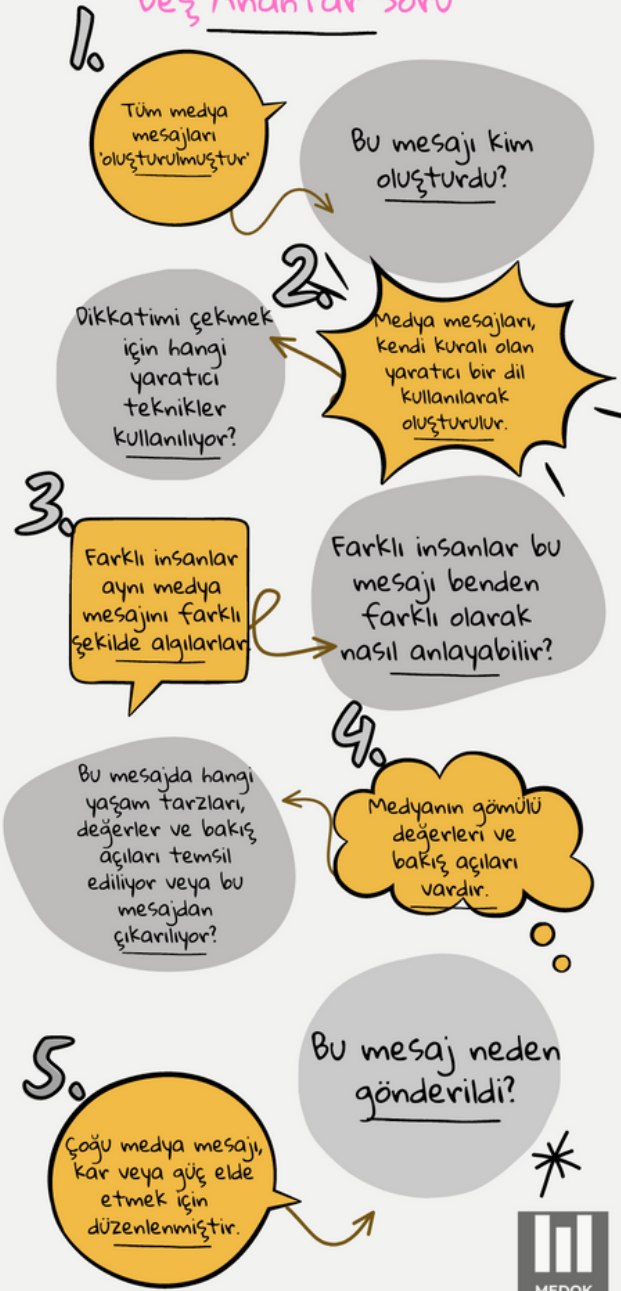 Beş Anahtar Soru
1.
Tüm medya
mesajları
'oluşturulmuştur'
Bu mesajı kim
oluşturdu?
2.
Medya mesajları,
kendi kuralı olan
yaratıcı bir dil
kullanılarak
oluşturulur.
Dikkatimi çekmek
için hangi
yaratıcı
teknikler
kullanılıyor?
3.
Farklı insanlar
aynı medya
mesajını farklı
şekilde algılarlar.
Farklı insanlar bu
mesajı benden
farklı olarak
nasıl anlayabilir?
4.
Medyanın gömülü
değerleri ve
bakış açıları
vardır.
Bu mesajda hangi
yaşam tarzları,
değerler ve bakış
açıları temsil
ediliyor veya bu
mesajdan
çıkarılıyor?
5.
Çoğu medya mesajı,
kar veya güç elde
etmek için
düzenlenmiştir.
Bu mesaj neden
gönderildi?
MEDOK